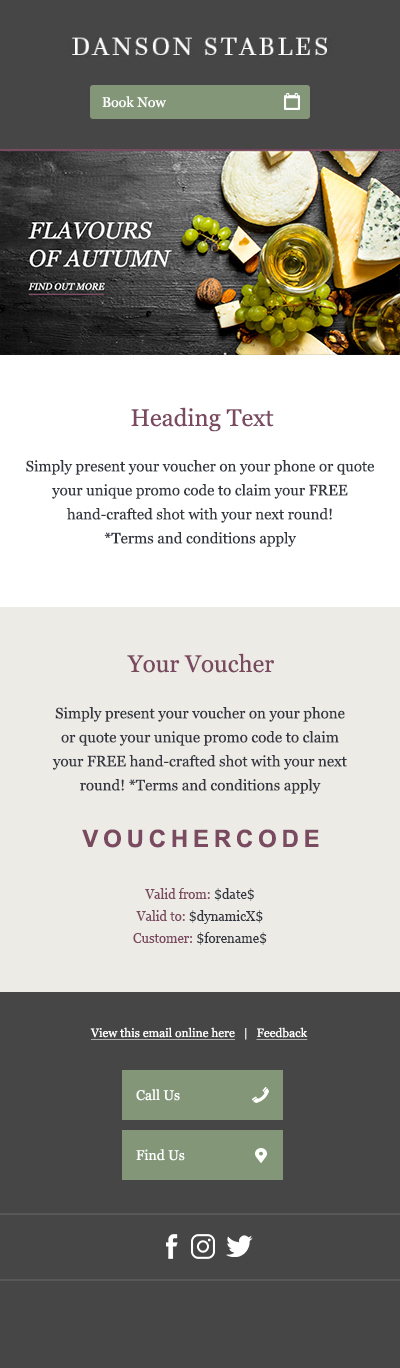 DANSON STABLES
Book Now
FLAVOURS
OF AUTUMN
FIND OUT MORE
Heading Text
Simply present your voucher on your phone or quote
your unique promo code to claim your FREE
hand-crafted shot with your next round!
*Terms and conditions apply
Your Voucher
Simply present your voucher on your phone
or quote your unique promo code to claim
your FREE hand-crafted shot with your next
round! *Terms and conditions apply
VOUCHERCODE
Valid from: $date$
Valid to: $dynamicX$
Customer: $forename$
View this email online here | Feedback
Call Us
Find Us